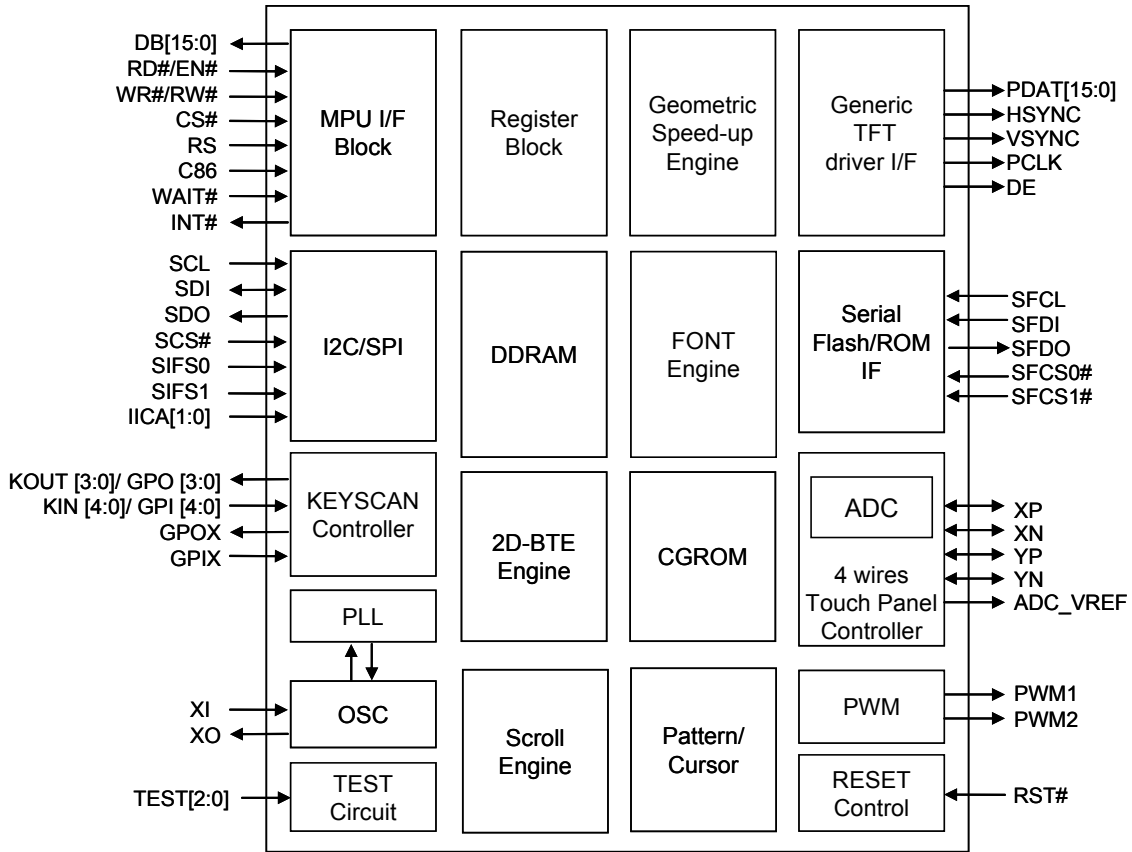 DB[15:0]
RD#/EN#
WR#/RW#
CS#
RS
C86
WAIT#
INT#
MPU I/F
Block
Register
Block
Geometric
Speed-up
Engine
Generic
TFT
driver I/F
PDAT[15:0]
HSYNC
VSYNC
PCLK
DE
SCL
SDI
SDO
SCS#
SIFS0
SIFS1
IICA[1:0]
I2C/SPI
DDRAM
FONT
Engine
Serial
Flash/ROM
IF
SFCL
SFDI
SFDO
SFCS0#
SFCS1#
KOUT [3:0]/ GPO [3:0]
KIN [4:0]/ GPI [4:0]
GPOX
GPIX
KEYSCAN
Controller
2D-BTE
Engine
CGROM
ADC
4 wires
Touch Panel
Controller
XP
XN
YP
YN
ADC_VREF
PLL
XI
XO
OSC
Scroll
Engine
Pattern/
Cursor
PWM
PWM1
PWM2
TEST[2:0]
TEST
Circuit
RESET
Control
RST#